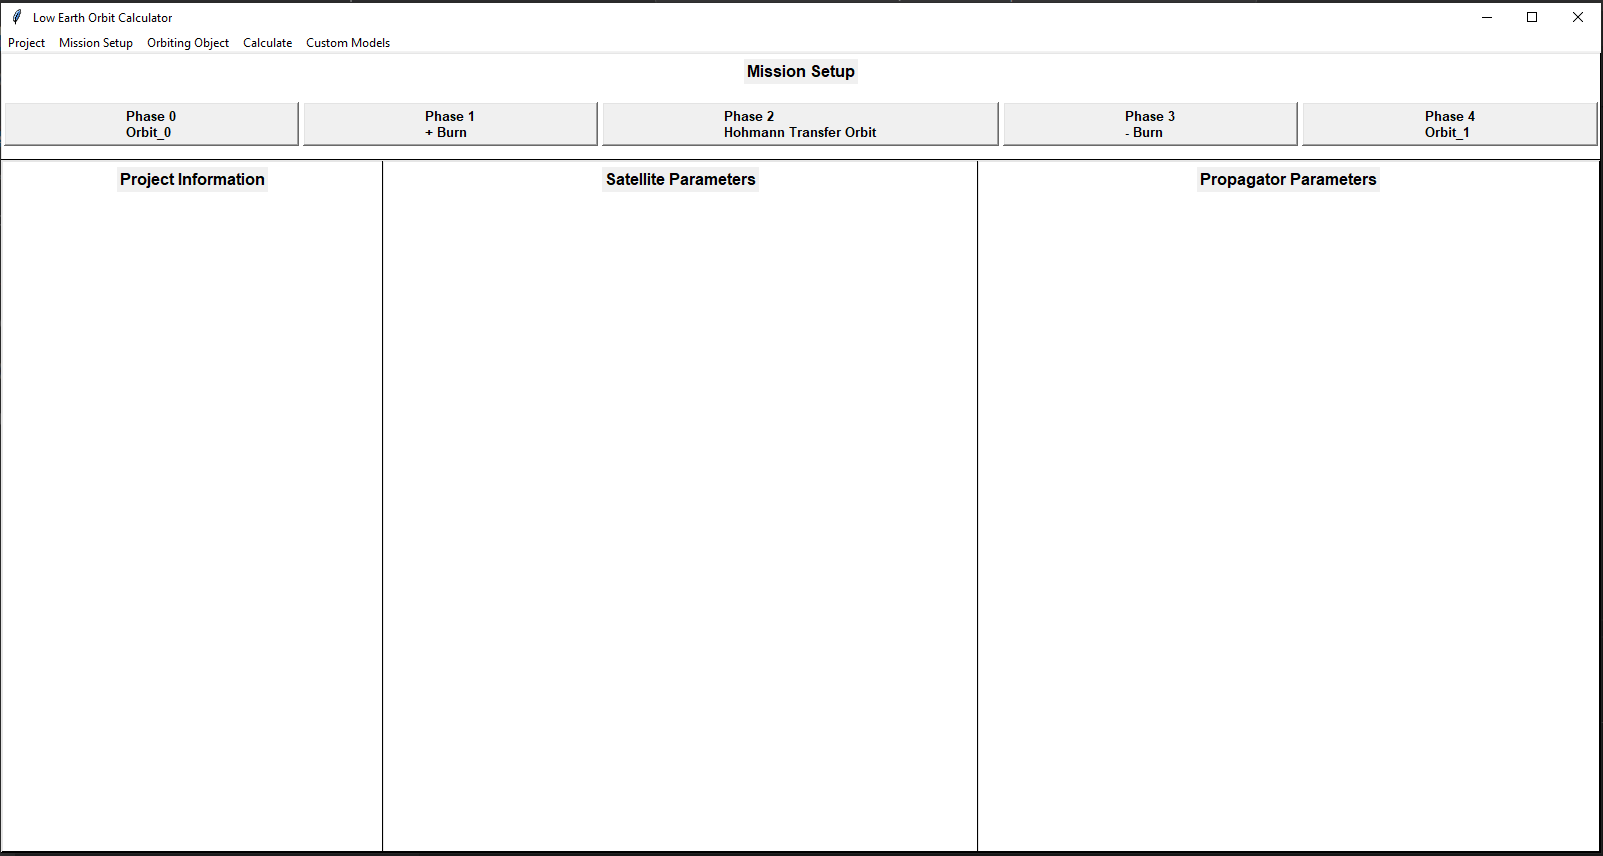 Low Earth Orbit Calculator
Project Mission Setup Orbiting Object Calculate Custom Models
Mission Setup
Phase 0
Orbit_0
Phase 1
+ Burn
Phase 2
Hohmann Transfer Orbit
Phase 3
- Burn
Phase 4
Orbit_1
Project Information
Satellite Parameters
Propagator Parameters